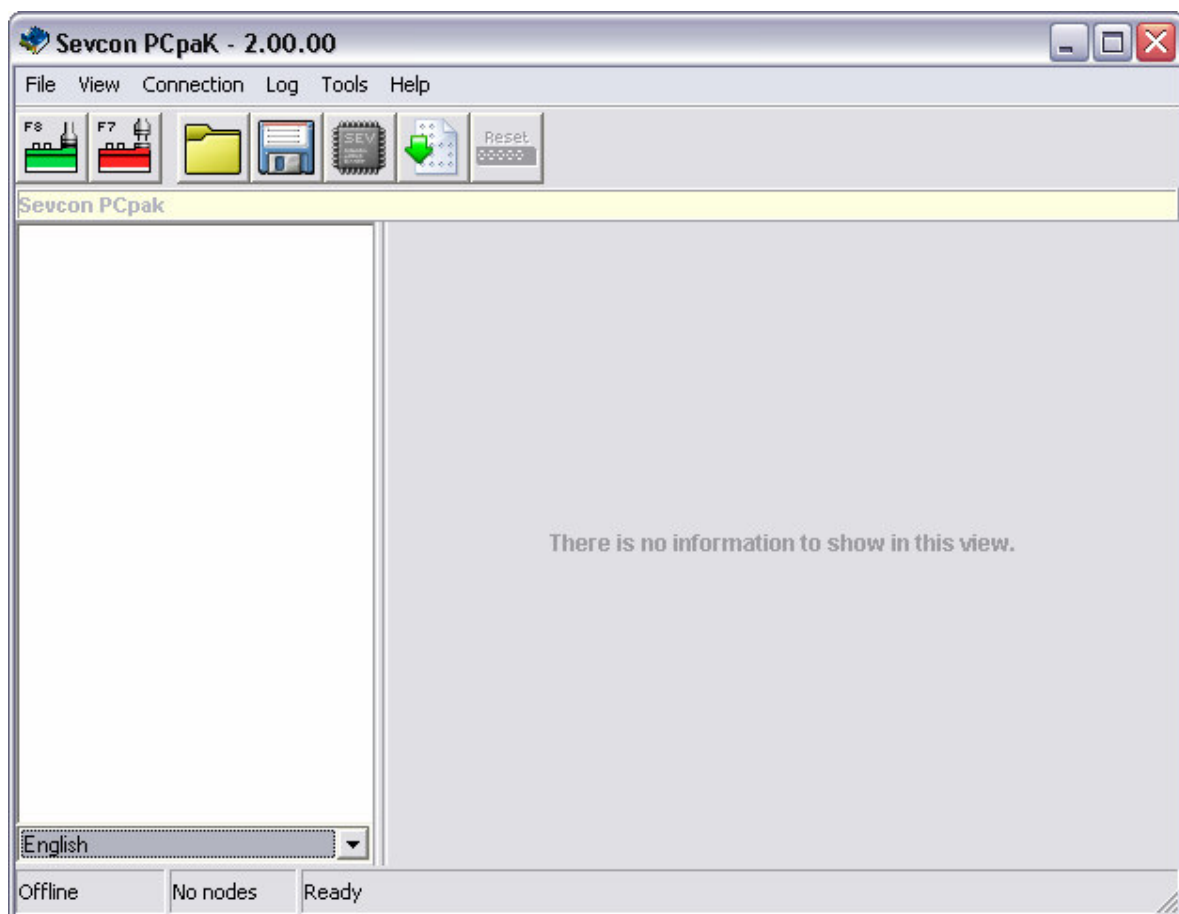 Sevcon PCpaK - 2.00.00
File View Connection Log Tools Help
F8 F7 SEV Reset
Sevcon PCpak
There is no information to show in this view.
English
Offline No nodes Ready